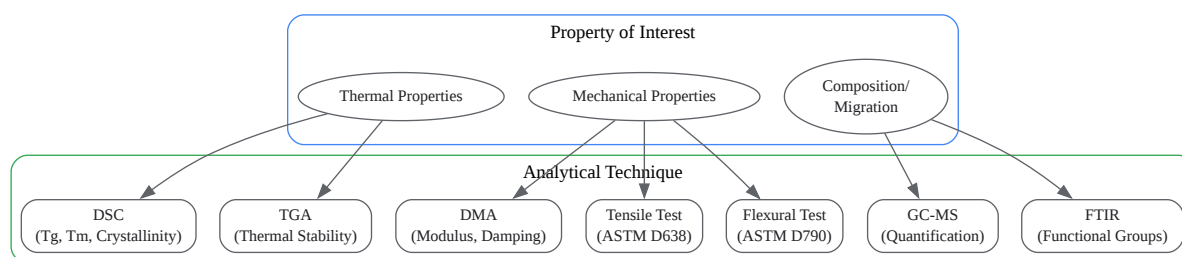 Property of Interest
Thermal Properties
Mechanical Properties
Composition/
Migration
Analytical Technique
DSC
(Tg, Tm, Crystallinity)
TGA
(Thermal Stability)
DMA
(Modulus, Damping)
Tensile Test
(ASTM D638)
Flexural Test
(ASTM D790)
GC-MS
(Quantification)
FTIR
(Functional Groups)